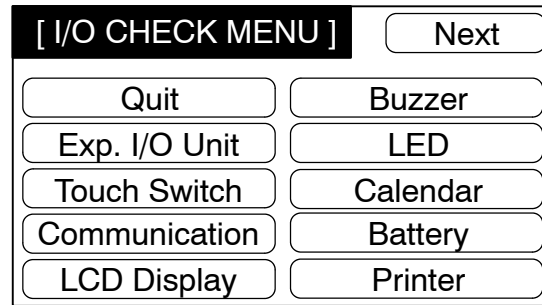 [ I/O CHECK MENU ] Next
Quit Buzzer
Exp. I/O Unit LED
Touch Switch Calendar
Communication Battery
LCD Display Printer